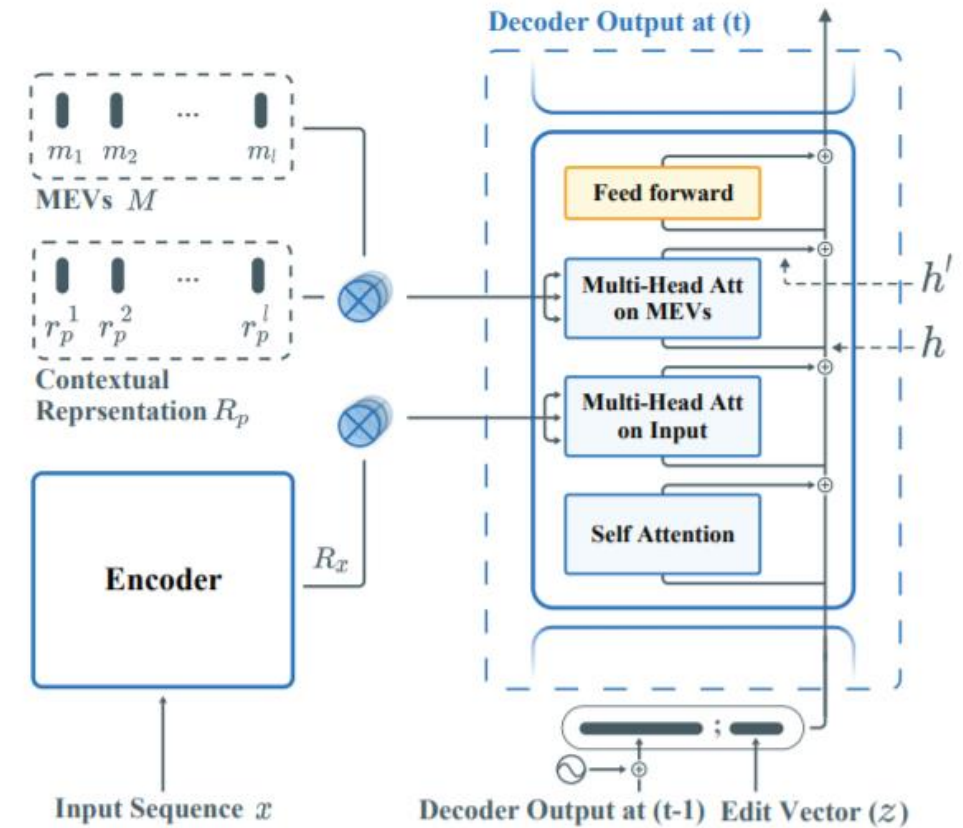 Decoder Output at (t)
m₁ m₂ ... mₗ
MEVs M
rₚ¹ rₚ² ... rₚˡ
Contextual
Reprsentation Rₚ
Encoder
Rₓ
Input Sequence x
Feed forward
Multi-Head Att
on MEVs
h′
h
Multi-Head Att
on Input
Self Attention
;
Decoder Output at (t-1) Edit Vector (z)